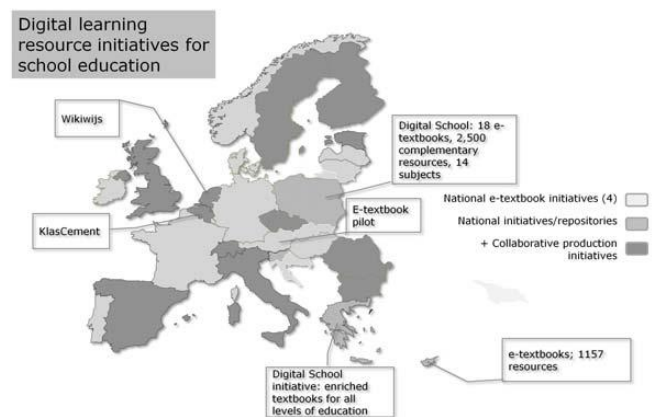 Digital learning
resource initiatives for
school education
Wikiwijs
Digital School: 18 e-
textbooks, 2,500
complementary
resources, 14
subjects
National e-textbook initiatives (4)
E-textbook
pilot
National initiatives/repositories
KlasCement
+ Collaborative production
initiatives
e-textbooks; 1157
resources
Digital School
initiative: enriched
textbooks for all
levels of education